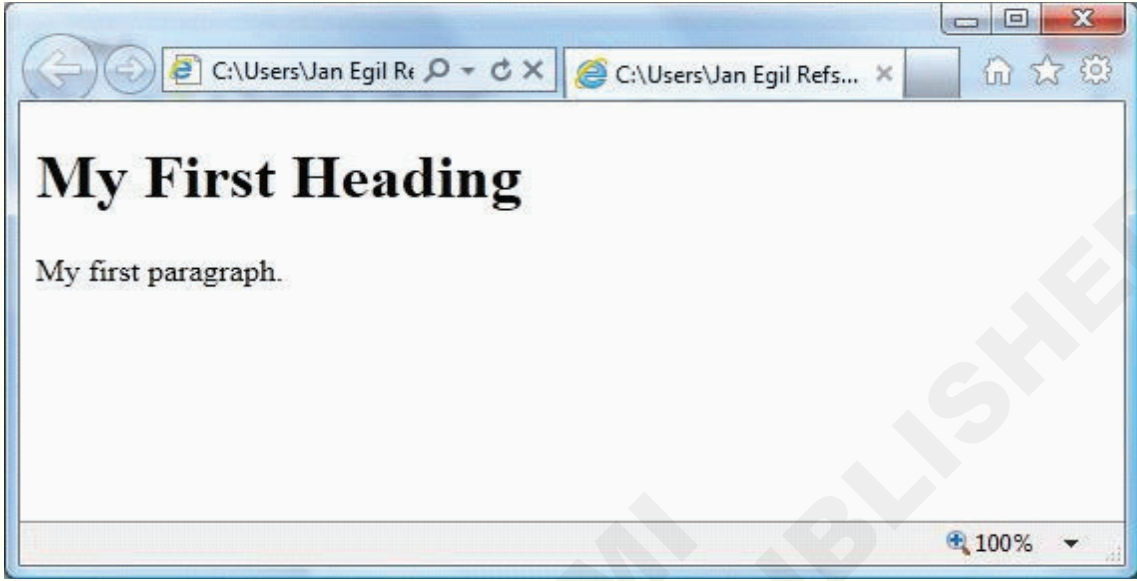 C:\Users\Jan Egil Re
C:\Users\Jan Egil Refs...
My First Heading
My first paragraph.
100%